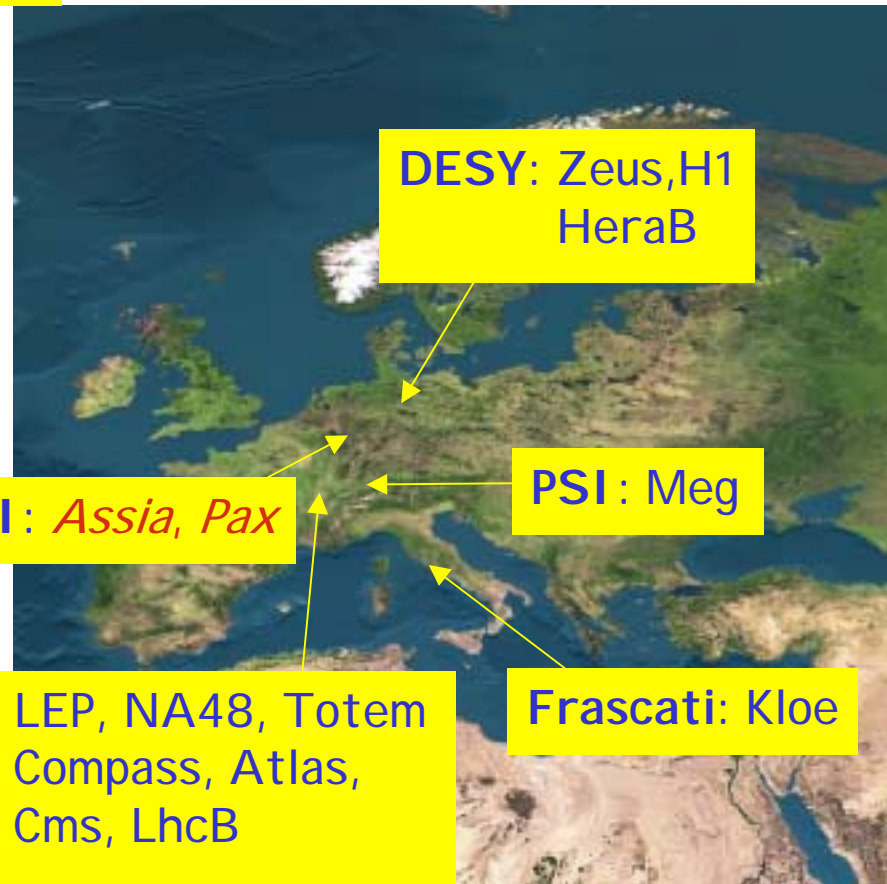 DESY: Zeus,H1
HeraB
PSI: Meg
I: Assia, Pax
Frascati: Kloe
LEP, NA48, Totem
Compass, Atlas,
Cms, LhcB